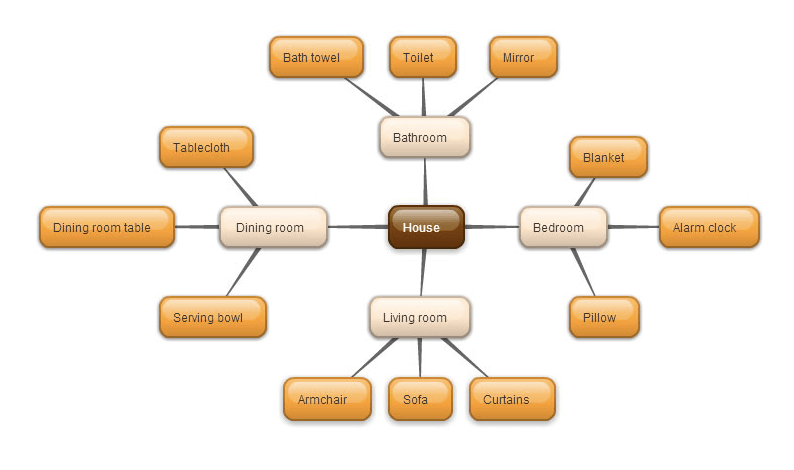 Bath towel
Toilet
Mirror
Bathroom
Tablecloth
Blanket
Dining room table
Dining room
House
Bedroom
Alarm clock
Serving bowl
Living room
Pillow
Armchair
Sofa
Curtains